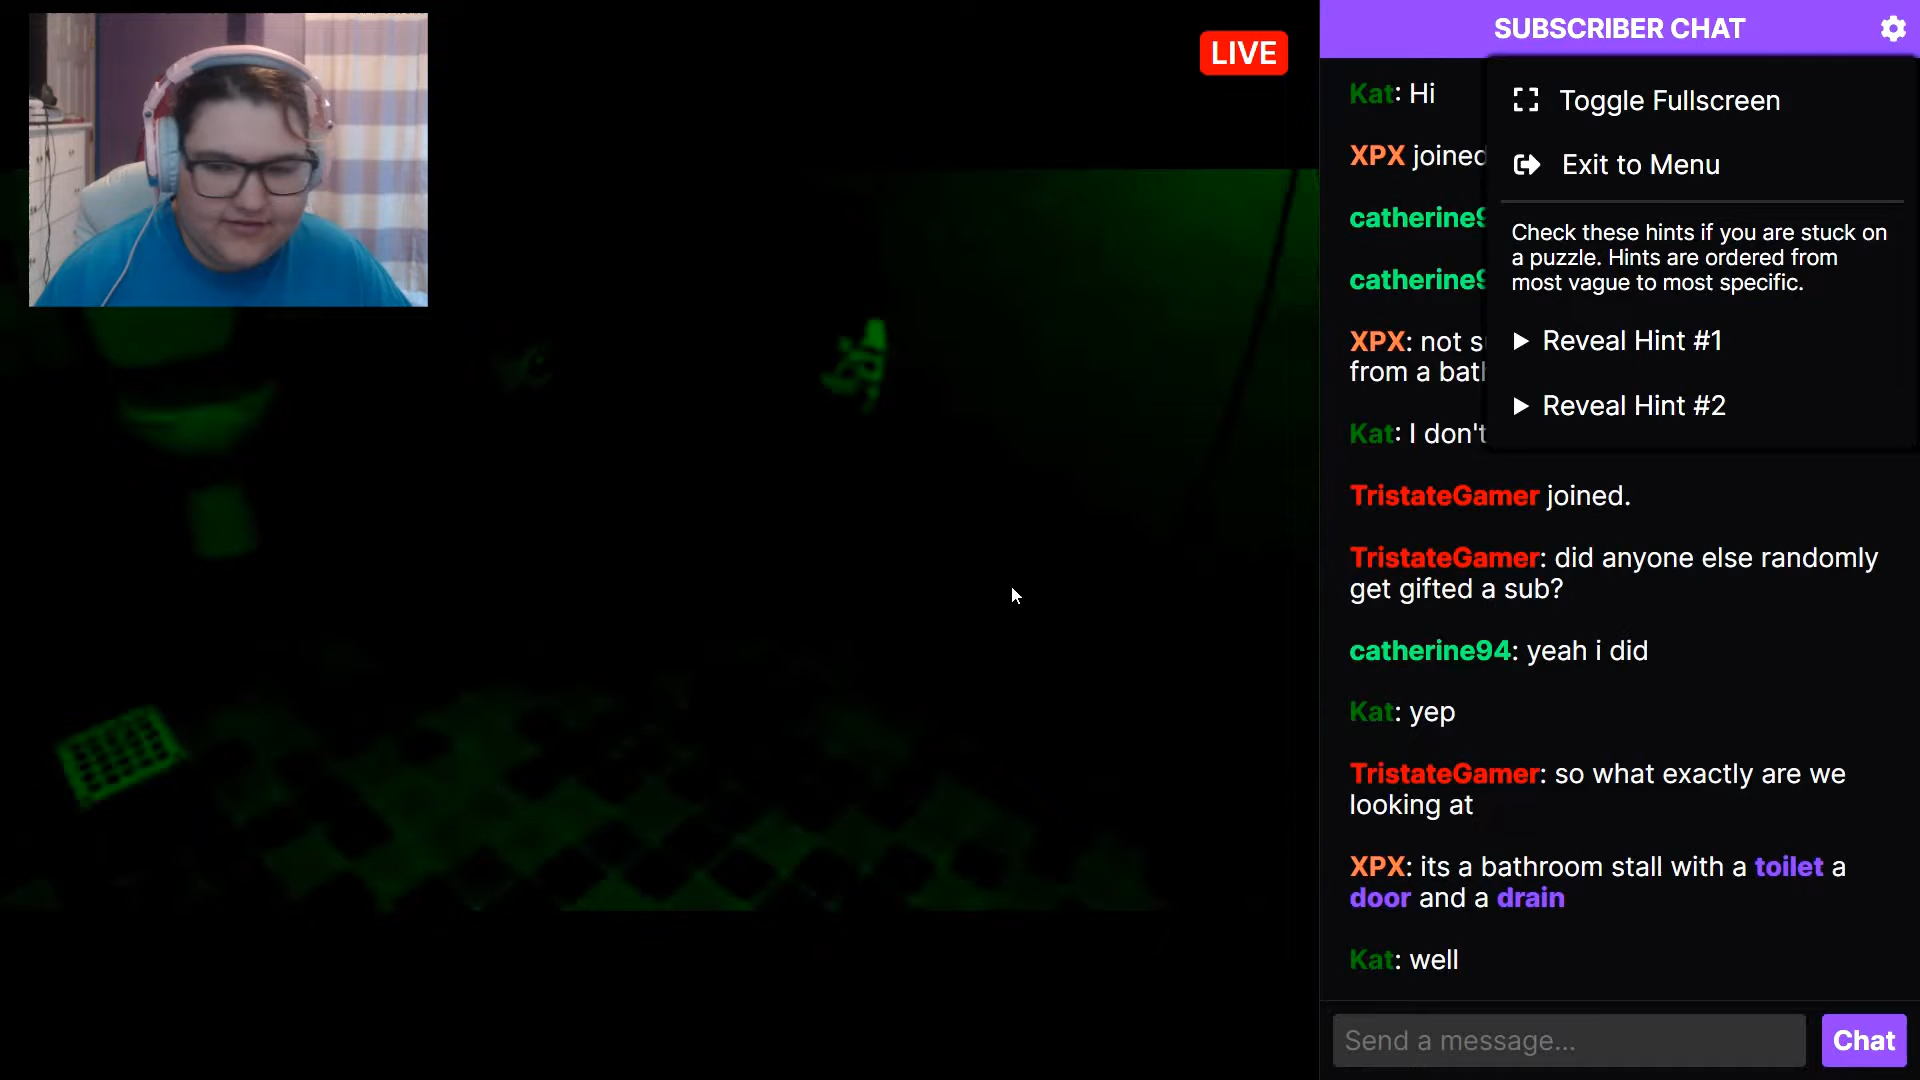 LIVE
SUBSCRIBER CHAT
Toggle Fullscreen
Exit to Menu
Check these hints if you are stuck on
a puzzle. Hints are ordered from
most vague to most specific.
Reveal Hint #1
Reveal Hint #2
Kat: Hi
XPX joined
catherine9
catherine9
XPX: not s
from a bat
Kat: I don't
TristateGamer joined.
TristateGamer: did anyone else randomly
get gifted a sub?
catherine94: yeah i did
Kat: yep
TristateGamer: so what exactly are we
looking at
XPX: its a bathroom stall with a toilet a
door and a drain
Kat: well
Send a message...
Chat